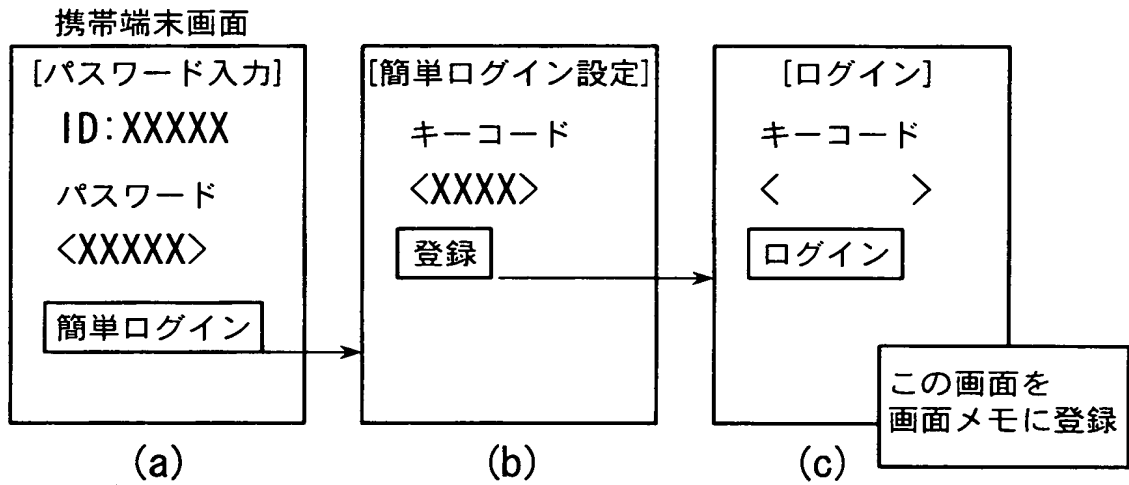 携帯端末画面
[パスワード入力]
ID:XXXXX
パスワード
<XXXXX>
簡単ログイン
(a)
[簡単ログイン設定]
キーコード
<XXXX>
登録
(b)
[ログイン]
キーコード
< >
ログイン
この画面を
画面メモに登録
(c)